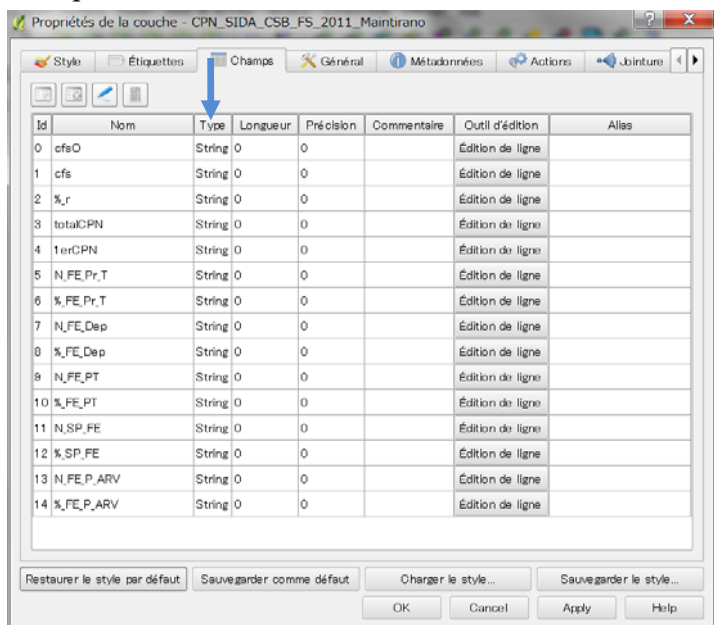 Propriétés de la couche - CPN_SIDA_CSB_FS_2011_Maintirano
Style Étiquettes Champs Général Métadonnées Actions Jointure
Id Nom Type Longueur Précision Commentaire Outil d'édition Alias
0 cfsO String 0 0 Édition de ligne
1 cfs String 0 0 Édition de ligne
2 %_r String 0 0 Édition de ligne
3 totalCPN String 0 0 Édition de ligne
4 1erCPN String 0 0 Édition de ligne
5 N_FE_Pr_T String 0 0 Édition de ligne
6 %_FE_Pr_T String 0 0 Édition de ligne
7 N_FE_Dep String 0 0 Édition de ligne
8 %_FE_Dep String 0 0 Édition de ligne
9 N_FE_PT String 0 0 Édition de ligne
10 %_FE_PT String 0 0 Édition de ligne
11 N_SP_FE String 0 0 Édition de ligne
12 %_SP_FE String 0 0 Édition de ligne
13 N_FE_P_ARV String 0 0 Édition de ligne
14 %_FE_P_ARV String 0 0 Édition de ligne
Restaurer le style par défaut Sauvegarder comme défaut Charger le style... Sauvegarder le style...
OK Cancel Apply Help